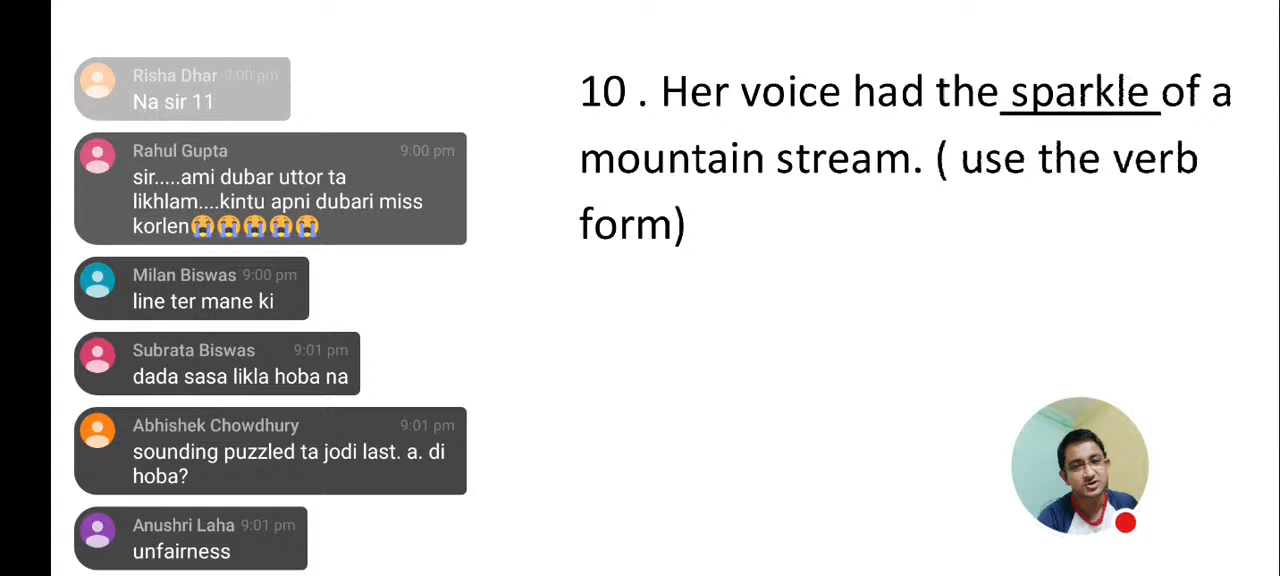 Risha Dhar 9:00 pm
Na sir 11
Rahul Gupta 9:00 pm
sir.....ami dubar uttor ta
likhlam....kintu apni dubari miss
korlen😭😭😭😭😭
Milan Biswas 9:00 pm
line ter mane ki
Subrata Biswas 9:01 pm
dada sasa likla hoba na
Abhishek Chowdhury 9:01 pm
sounding puzzled ta jodi last. a. di
hoba?
Anushri Laha 9:01 pm
unfairness
10 . Her voice had the sparkle of a
mountain stream. ( use the verb
form)